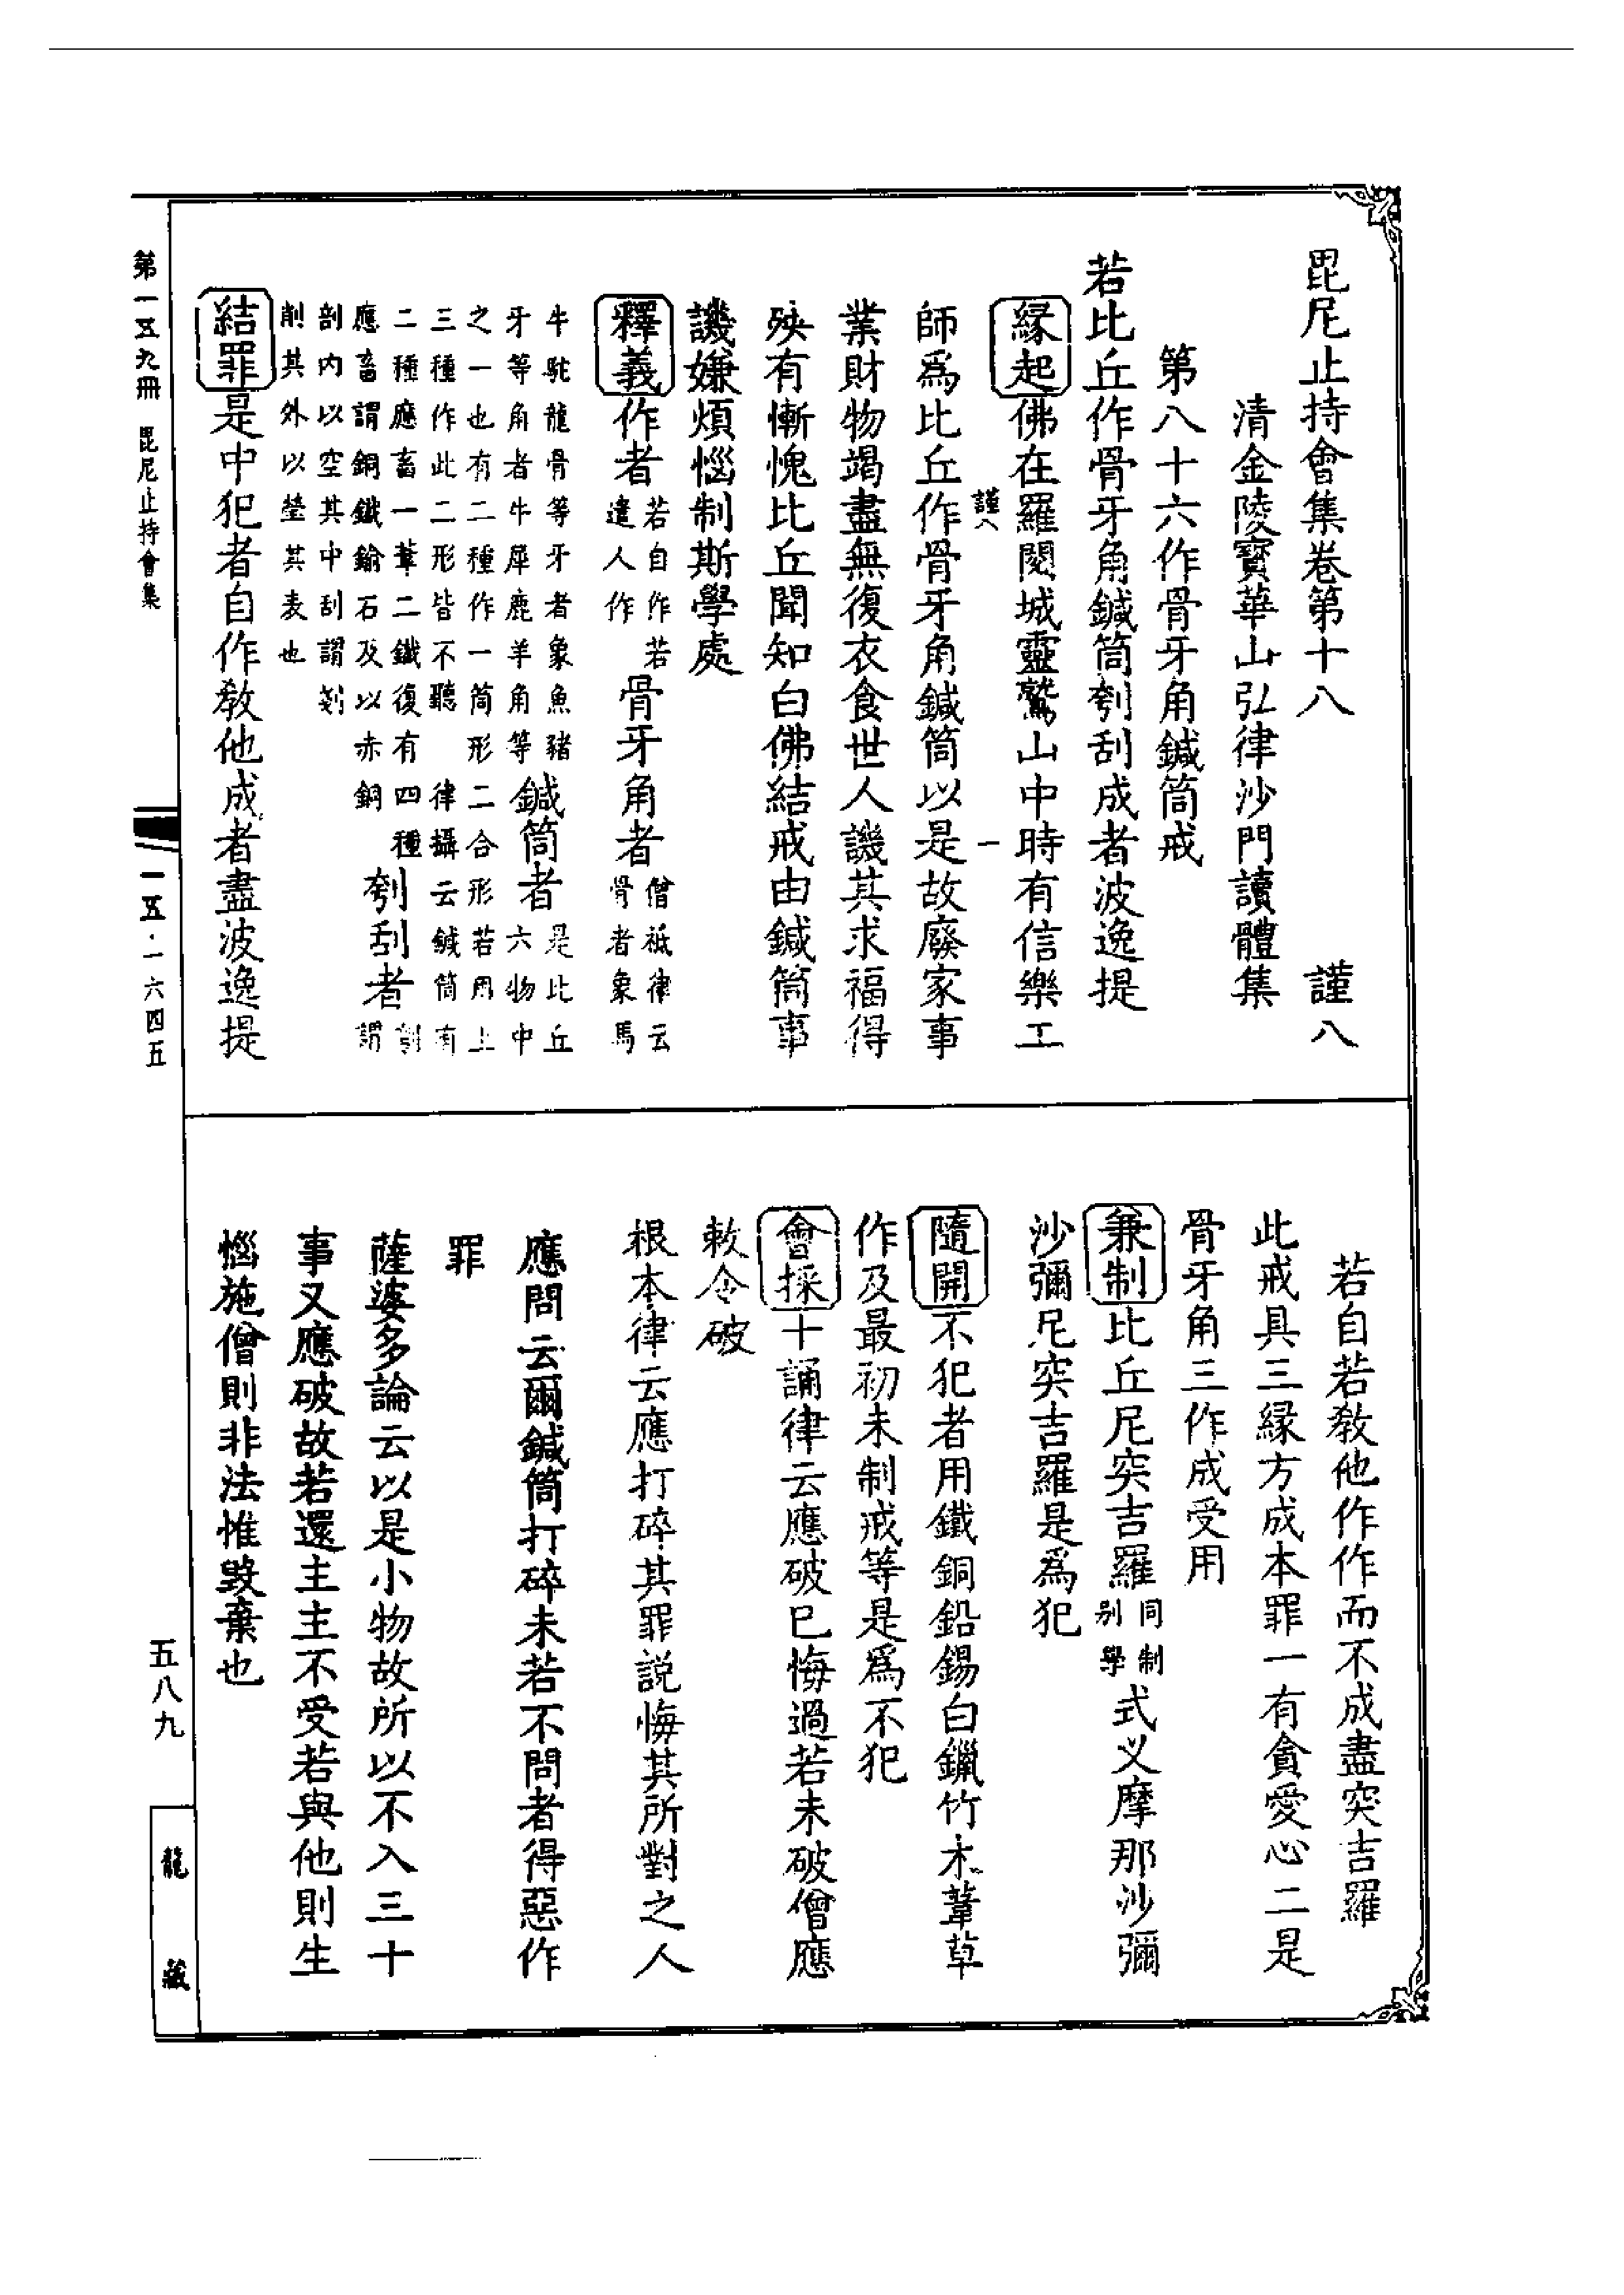 毘尼止持會集卷第十八 謹八
清金陵寶華山弘律沙門讀體集
第八十六作骨牙角鍼筒戒
若比丘作骨牙角鍼筒刳刮成者波逸提
緣起佛在羅閱城靈鷲山中時有信樂工
謹八 一
師爲比丘作骨牙角鍼筒以是故廢家事
業財物竭盡無復衣食世人譏其求福得
殃有慚愧比丘聞知白佛結戒由鍼筒事
譏嫌煩惱制斯學處
釋義作者若自作若遣人作骨牙角者僧祇律云骨者象馬
牛駝龍骨等牙者象魚豬牙等角者牛犀鹿羊角等鍼筒者是比丘六物中
之一也有二種作一筒形二合形若用上三種作此二形皆不聽律攝云鍼筒有
二種應畜一葦二鐵復有四種應畜謂銅鐵鍮石及以赤銅刳刮者謂
剖内以空其中刮謂剗削其外以瑩其表也
結罪是中犯者自作敎他成者盡波逸提
若自若敎他作作而不成盡突吉羅
此戒具三緣方成本罪一有貪愛心二是
骨牙角三作成受用
兼制比丘尼突吉羅同制別學式义摩那沙彌
沙彌尼突吉羅是爲犯
隨開不犯者用鐵銅鉛錫白鑞竹木葦草
作及最初未制戒等是爲不犯
會採十誦律云應破已悔過若未破僧應
敕令破
根本律云應打碎其罪説悔其所對之人
應問云爾鍼筒打碎未若不問者得惡作
罪
薩婆多論云以是小物故所以不入三十
事又應破故若還主主不受若與他則生
惱施僧則非法惟毀棄也
第一五九冊 毘尼止持會集
一五·一六四五
五八九
龍藏